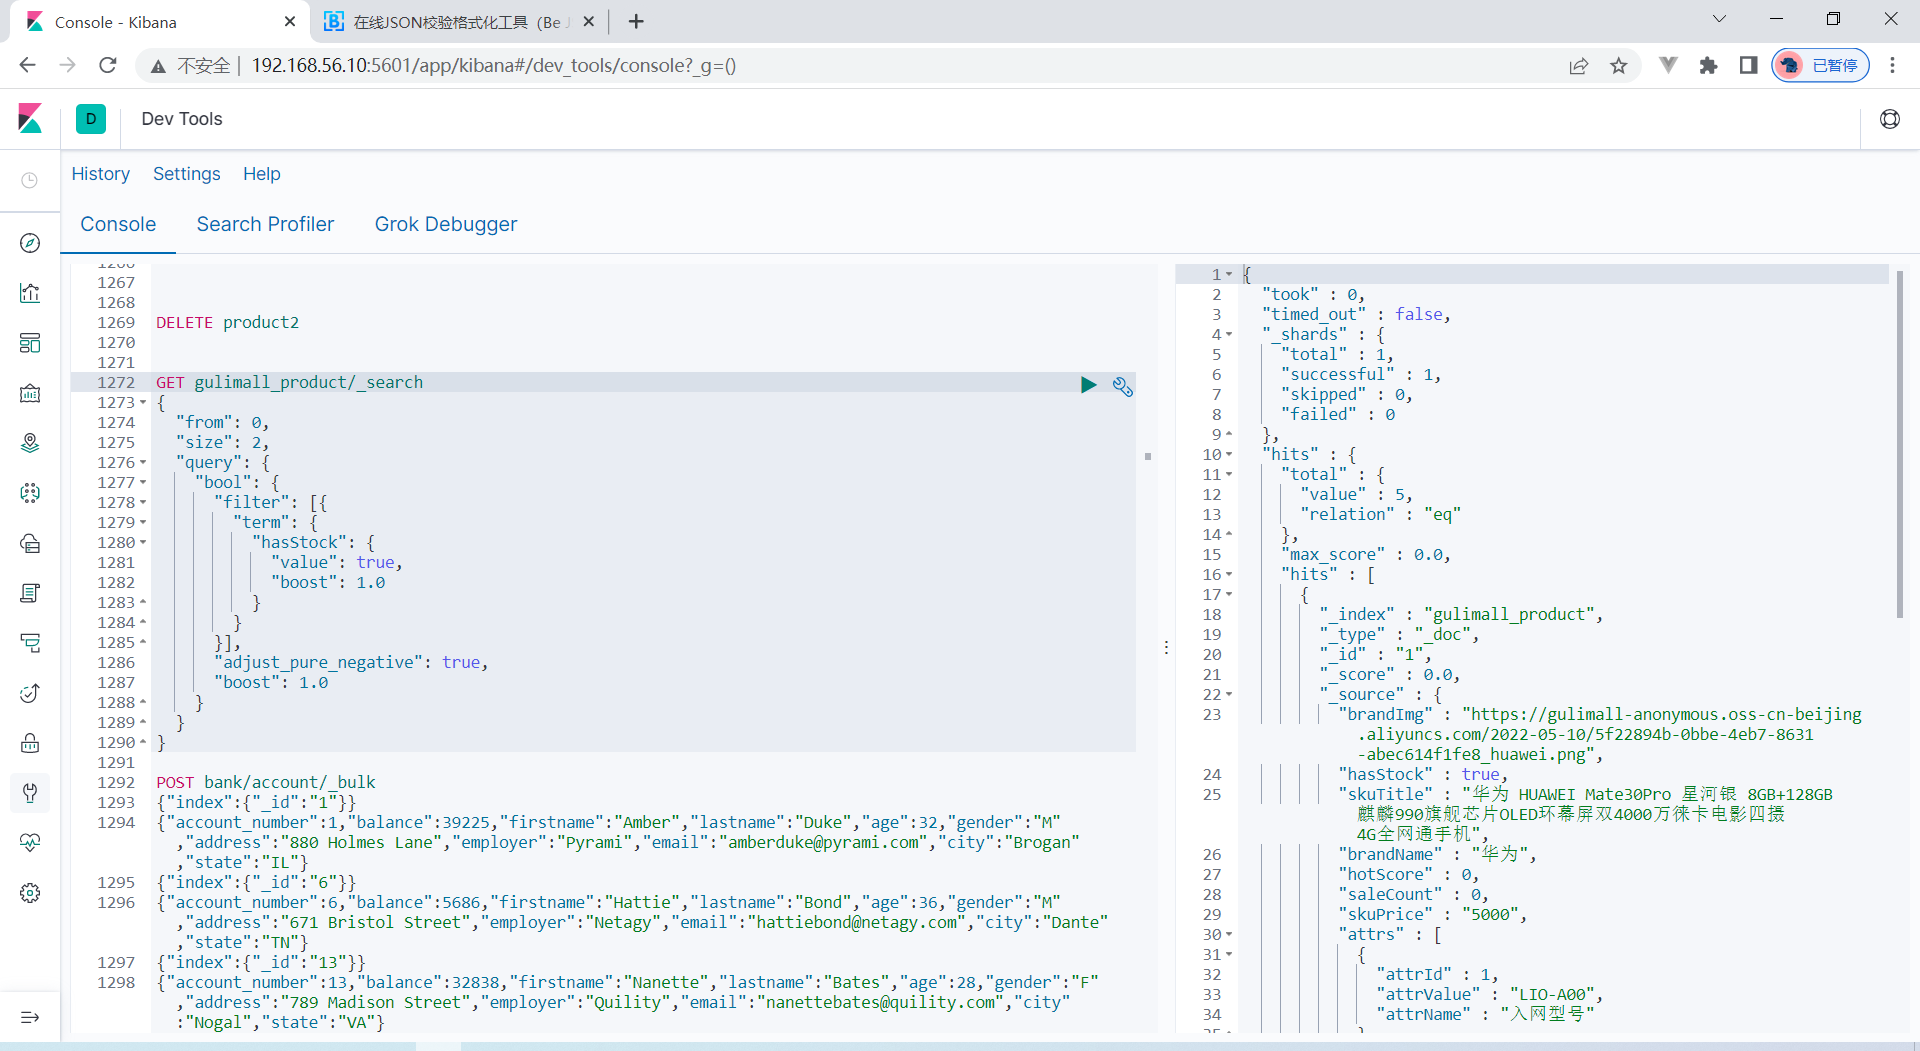 Console - Kibana
在线JSON校验格式化工具（Be J
不安全 | 192.168.56.10:5601/app/kibana#/dev_tools/console?_g=()
已暂停
D
Dev Tools
History Settings Help
Console Search Profiler Grok Debugger
1267
1268
1269 DELETE product2
1270
1271
1272 GET gulimall_product/_search
1273 {
1274 "from": 0,
1275 "size": 2,
1276 "query": {
1277 "bool": {
1278 "filter": [{
1279 "term": {
1280 "hasStock": {
1281 "value": true,
1282 "boost": 1.0
1283 }
1284 }
1285 }],
1286 "adjust_pure_negative": true,
1287 "boost": 1.0
1288 }
1289 }
1290 }
1291
1292 POST bank/account/_bulk
1293 {"index":{"_id":"1"}}
1294 {"account_number":1,"balance":39225,"firstname":"Amber","lastname":"Duke","age":32,"gender":"M"
,"address":"880 Holmes Lane","employer":"Pyrami","email":"amberduke@pyrami.com","city":"Brogan"
,"state":"IL"}
1295 {"index":{"_id":"6"}}
1296 {"account_number":6,"balance":5686,"firstname":"Hattie","lastname":"Bond","age":36,"gender":"M"
,"address":"671 Bristol Street","employer":"Netagy","email":"hattiebond@netagy.com","city":"Dante"
,"state":"TN"}
1297 {"index":{"_id":"13"}}
1298 {"account_number":13,"balance":32838,"firstname":"Nanette","lastname":"Bates","age":28,"gender":"F"
,"address":"789 Madison Street","employer":"Quility","email":"nanettebates@quility.com","city"
:"Nogal","state":"VA"}
1 {
2 "took" : 0,
3 "timed_out" : false,
4 "_shards" : {
5 "total" : 1,
6 "successful" : 1,
7 "skipped" : 0,
8 "failed" : 0
9 },
10 "hits" : {
11 "total" : {
12 "value" : 5,
13 "relation" : "eq"
14 },
15 "max_score" : 0.0,
16 "hits" : [
17 {
18 "_index" : "gulimall_product",
19 "_type" : "_doc",
20 "_id" : "1",
21 "_score" : 0.0,
22 "_source" : {
23 "brandImg" : "https://gulimall-anonymous.oss-cn-beijing
.aliyuncs.com/2022-05-10/5f22894b-0bbe-4eb7-8631
-abec614f1fe8_huawei.png",
24 "hasStock" : true,
25 "skuTitle" : "华为 HUAWEI Mate30Pro 星河银 8GB+128GB
麒麟990旗舰芯片OLED环幕屏双4000万徕卡电影四摄
4G全网通手机",
26 "brandName" : "华为",
27 "hotScore" : 0,
28 "saleCount" : 0,
29 "skuPrice" : "5000",
30 "attrs" : [
31 {
32 "attrId" : 1,
33 "attrValue" : "LIO-A00",
34 "attrName" : "入网型号"